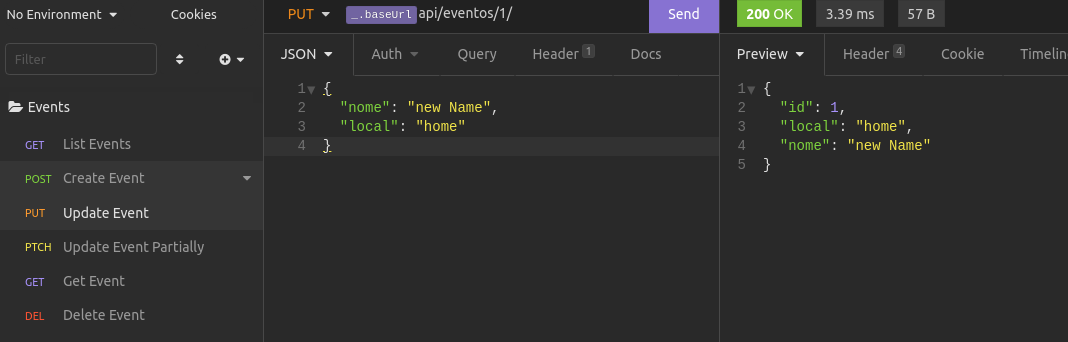 No Environment Cookies
Filter
Events
GET List Events
POST Create Event
PUT Update Event
PTCH Update Event Partially
GET Get Event
DEL Delete Event
PUT _.baseUrl api/eventos/1/ Send
JSON Auth Query Header 1 Docs
1 {
2 "nome": "new Name",
3 "local": "home"
4 }
200 OK 3.39 ms 57 B
Preview Header 4 Cookie Timeline
1 {
2 "id": 1,
3 "local": "home",
4 "nome": "new Name"
5 }